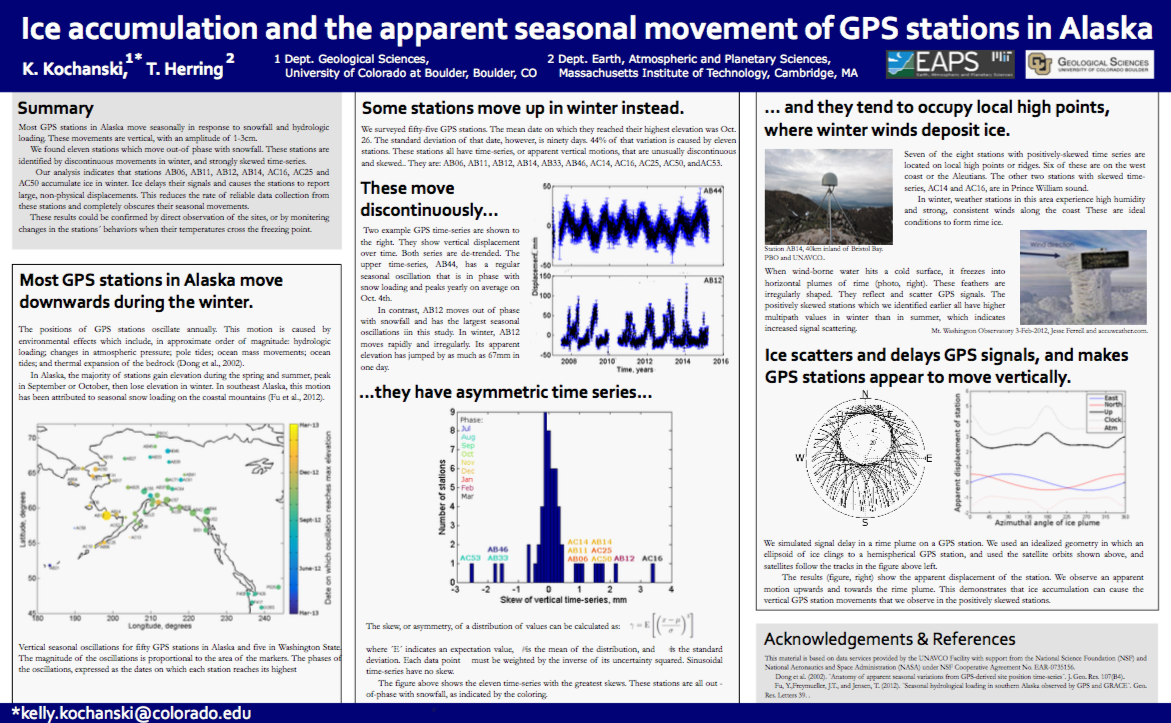 Ice accumulation and the apparent seasonal movement of GPS stations in Alaska
K. Kochanski,1* T. Herring 2
1 Dept. Geological Sciences,
University of Colorado at Boulder, Boulder, CO
2 Dept. Earth, Atmospheric and Planetary Sciences,
Massachusetts Institute of Technology, Cambridge, MA
EAPS
Earth, Atmospheric and Planetary Sciences
GEOLOGICAL SCIENCES
UNIVERSITY OF COLORADO BOULDER
Summary
Most GPS stations in Alaska move seasonally in response to snowfall and hydrologic
loading. These movements are vertical, with an amplitude of 1-3cm.
We found eleven stations which move out-of phase with snowfall. These stations are
identified by discontinuous movements in winter, and strongly skewed time-series.
Our analysis indicates that stations AB06, AB11, AB12, AB14, AC16, AC25 and
AC50 accumulate ice in winter. Ice delays their signals and causes the stations to report
large, non-physical displacements. This reduces the rate of reliable data collection from
these stations and completely obscures their seasonal movements.
These results could be confirmed by direct observation of the sites, or by monitoring
changes in the stations´ behaviors when their temperatures cross the freezing point.
Most GPS stations in Alaska move
downwards during the winter.
The positions of GPS stations oscillate annually. This motion is caused by
environmental effects which include, in approximate order of magnitude: hydrologic
loading; changes in atmospheric pressure; pole tides; ocean mass movements; ocean
tides; and thermal expansion of the bedrock (Dong et al., 2002).
In Alaska, the majority of stations gain elevation during the spring and summer, peak
in September or October, then lose elevation in winter. In southeast Alaska, this motion
has been attributed to seasonal snow loading on the coastal mountains (Fu et al., 2012).
Latitude, degrees
70
65
60
55
50
45
180 190 200 210 220 230 240
Longitude, degrees
Mar-13
Dec-12
Sept-12
June-12
Mar-13
Date on which oscillation reaches max elevation
Vertical seasonal oscillations for fifty GPS stations in Alaska and five in Washington State.
The magnitude of the oscillations is proportional to the area of the markers. The phases of
the oscillations, expressed as the dates on which each station reaches its highest
*kelly.kochanski@colorado.edu
Some stations move up in winter instead.
We surveyed fifty-five GPS stations. The mean date on which they reached their highest elevation was Oct.
26. The standard deviation of that date, however, is ninety days. 44% of that variation is caused by eleven
stations. These stations all have time-series, or apparent vertical motions, that are unusually discontinuous
and skewed.. They are: AB06, AB11, AB12, AB14, AB33, AB46, AC14, AC16, AC25, AC50, andAC53.
These move
discontinuously...
Two example GPS time-series are shown to
the right. They show vertical displacement
over time. Both series are de-trended. The
upper time-series, AB44, has a regular
seasonal oscillation that is in phase with
snow loading and peaks yearly on average on
Oct. 4th.
In contrast, AB12 moves out of phase
with snowfall and has the largest seasonal
oscillations in this study. In winter, AB12
moves rapidly and irregularly. Its apparent
elevation has jumped by as much as 67mm in
one day.
AB44
50
0
-50
Displacement, mm
AB12
150
100
50
0
-50
2008 2010 2012 2014 2016
Time, years
...they have asymmetric time series...
Number of stations
9
8
7
6
5
4
3
2
1
0
Phase:
Jul
Aug
Sep
Oct
Nov
Dec
Jan
Feb
Mar
AC53
AB46
AB33
AC14 AB14
AB11 AC25
AB06 AC50
AB12
AC16
-3 -2 -1 0 1 2 3 4
Skew of vertical time-series, mm
The skew, or asymmetry, of a distribution of values can be calculated as: γ = E[(x − μ / σ)³]
where ´E´ indicates an expectation value, is the mean of the distribution, and is the standard
deviation. Each data point must be weighted by the inverse of its uncertainty squared. Sinusoidal
time-series have no skew.
The figure above shows the eleven time-series with the greatest skews. These stations are all out -
of-phase with snowfall, as indicated by the coloring.
... and they tend to occupy local high points,
where winter winds deposit ice.
Station AB14, 40km inland of Bristol Bay.
PBO and UNAVCO.
Seven of the eight stations with positively-skewed time series are
located on local high points or ridges. Six of these are on the west
coast or the Aleutians. The other two stations with skewed time-
series, AC14 and AC16, are in Prince William sound.
In winter, weather stations in this area experience high humidity
and strong, consistent winds along the coast These are ideal
conditions to form rime ice.
Wind direction
When wind-borne water hits a cold surface, it freezes into
horizontal plumes of rime (photo, right). These feathers are
irregularly shaped. They reflect and scatter GPS signals. The
positively skewed stations which we identified earlier all have higher
multipath values in winter than in summer, which indicates
increased signal scattering.
Mt. Washington Observatory 3-Feb-2012, Jesse Ferrell and accuweather.com.
Ice scatters and delays GPS signals, and makes
GPS stations appear to move vertically.
N
W
E
S
Apparent displacement of station
East
North
Up
Clock
Atm
0 45 90 135 180 225 270 315 360
Azimuthal angle of ice plume
We simulated signal delay in a rime plume on a GPS station. We used an idealized geometry in which an
ellipsoid of ice clings to a hemispherical GPS station, and used the satellite orbits shown above, and
satellites follow the tracks in the figure above left.
The results (figure, right) show the apparent displacement of the station. We observe an apparent
motion upwards and towards the rime plume. This demonstrates that ice accumulation can cause the
vertical GPS station movements that we observe in the positively skewed stations.
Acknowledgements & References
This material is based on data services provided by the UNAVCO Facility with support from the National Science Foundation (NSF) and
National Aeronautics and Space Administration (NASA) under NSF Cooperative Agreement No. EAR-0735156.
Dong et al. (2002). ´Anatomy of apparent seasonal variations from GPS-derived site position time-series´. J. Geo. Res. 107(B4).
Fu, Y.,Freymueller, J.T., and Jensen, T. (2012). ´Seasonal hydrological loading in southern Alaska observed by GPS and GRACE´. Geo.
Res. Letters 39. .